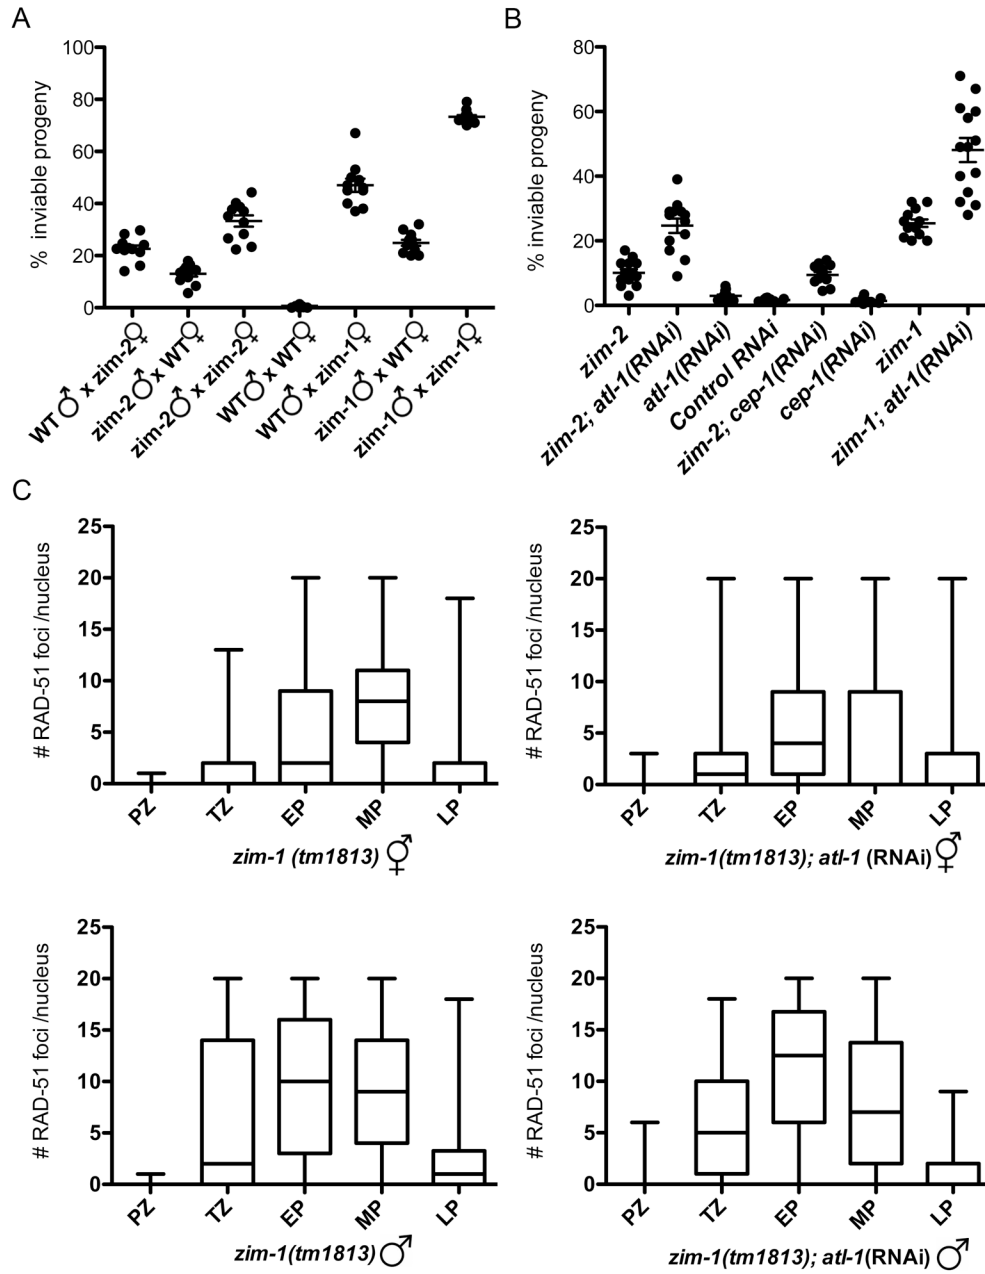 A
% inviable progeny
100
80
60
40
20
0
WT♂ x zim-2♀
zim-2♂ x WT♀
zim-2♂ x zim-2♀
WT♂ x WT♀
WT♂ x zim-1♀
zim-1♂ x WT♀
zim-1♂ x zim-1♀
B
% inviable progeny
80
60
40
20
0
zim-2
zim-2; atl-1(RNAi)
atl-1(RNAi)
Control RNAi
zim-2; cep-1(RNAi)
cep-1(RNAi)
zim-1
zim-1; atl-1(RNAi)
C
# RAD-51 foci /nucleus
25
20
15
10
5
0
PZ
TZ
EP
MP
LP
zim-1 (tm1813) ⚥
# RAD-51 foci /nucleus
25
20
15
10
5
0
PZ
TZ
EP
MP
LP
zim-1(tm1813); atl-1 (RNAi) ⚥
# RAD-51 foci /nucleus
25
20
15
10
5
0
PZ
TZ
EP
MP
LP
zim-1(tm1813) ♂
# RAD-51 foci /nucleus
25
20
15
10
5
0
PZ
TZ
EP
MP
LP
zim-1(tm1813); atl-1(RNAi) ♂